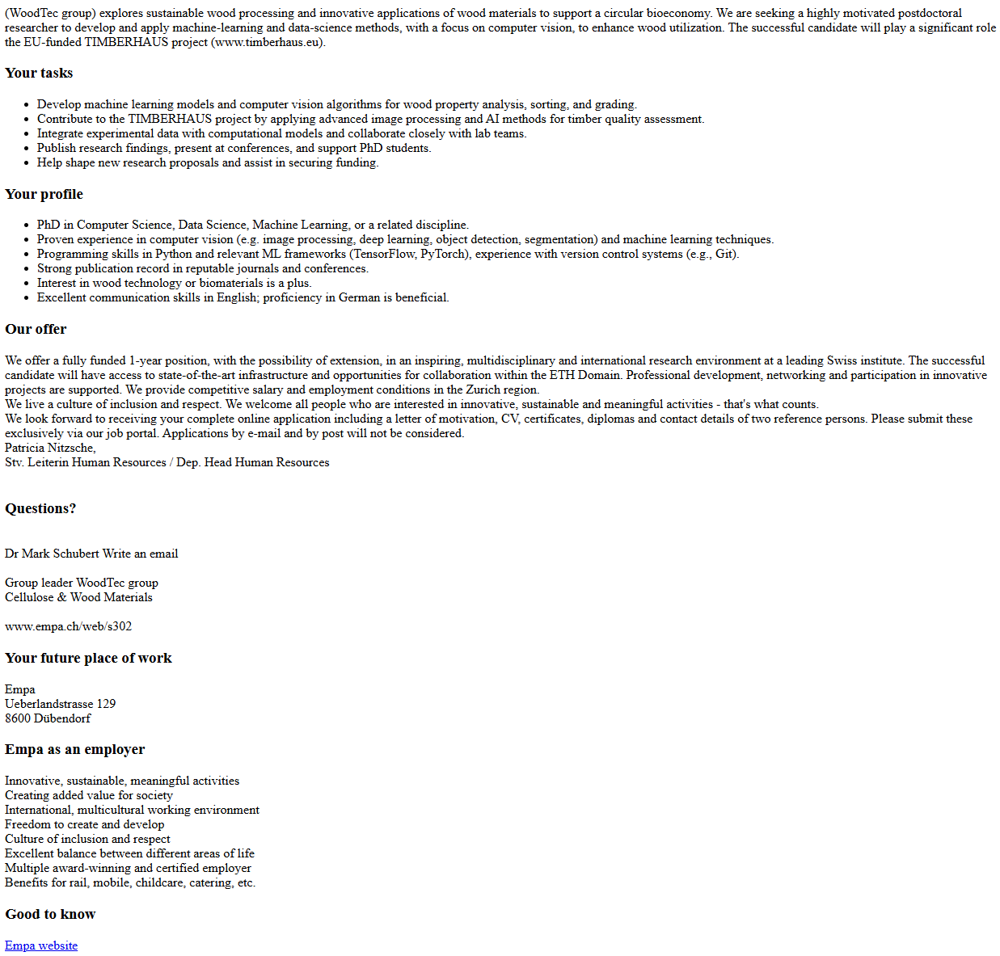 (WoodTec group) explores sustainable wood processing and innovative applications of wood materials to support a circular bioeconomy. We are seeking a highly motivated postdoctoral
researcher to develop and apply machine-learning and data-science methods, with a focus on computer vision, to enhance wood utilization. The successful candidate will play a significant role
the EU-funded TIMBERHAUS project (www.timberhaus.eu).
Your tasks
• Develop machine learning models and computer vision algorithms for wood property analysis, sorting, and grading.
• Contribute to the TIMBERHAUS project by applying advanced image processing and AI methods for timber quality assessment.
• Integrate experimental data with computational models and collaborate closely with lab teams.
• Publish research findings, present at conferences, and support PhD students.
• Help shape new research proposals and assist in securing funding.
Your profile
• PhD in Computer Science, Data Science, Machine Learning, or a related discipline.
• Proven experience in computer vision (e.g. image processing, deep learning, object detection, segmentation) and machine learning techniques.
• Programming skills in Python and relevant ML frameworks (TensorFlow, PyTorch), experience with version control systems (e.g., Git).
• Strong publication record in reputable journals and conferences.
• Interest in wood technology or biomaterials is a plus.
• Excellent communication skills in English; proficiency in German is beneficial.
Our offer
We offer a fully funded 1-year position, with the possibility of extension, in an inspiring, multidisciplinary and international research environment at a leading Swiss institute. The successful
candidate will have access to state-of-the-art infrastructure and opportunities for collaboration within the ETH Domain. Professional development, networking and participation in innovative
projects are supported. We provide competitive salary and employment conditions in the Zurich region.
We live a culture of inclusion and respect. We welcome all people who are interested in innovative, sustainable and meaningful activities - that's what counts.
We look forward to receiving your complete online application including a letter of motivation, CV, certificates, diplomas and contact details of two reference persons. Please submit these
exclusively via our job portal. Applications by e-mail and by post will not be considered.
Patricia Nitzsche,
Stv. Leiterin Human Resources / Dep. Head Human Resources
Questions?
Dr Mark Schubert Write an email
Group leader WoodTec group
Cellulose & Wood Materials
www.empa.ch/web/s302
Your future place of work
Empa
Ueberlandstrasse 129
8600 Dübendorf
Empa as an employer
Innovative, sustainable, meaningful activities
Creating added value for society
International, multicultural working environment
Freedom to create and develop
Culture of inclusion and respect
Excellent balance between different areas of life
Multiple award-winning and certified employer
Benefits for rail, mobile, childcare, catering, etc.
Good to know
Empa website